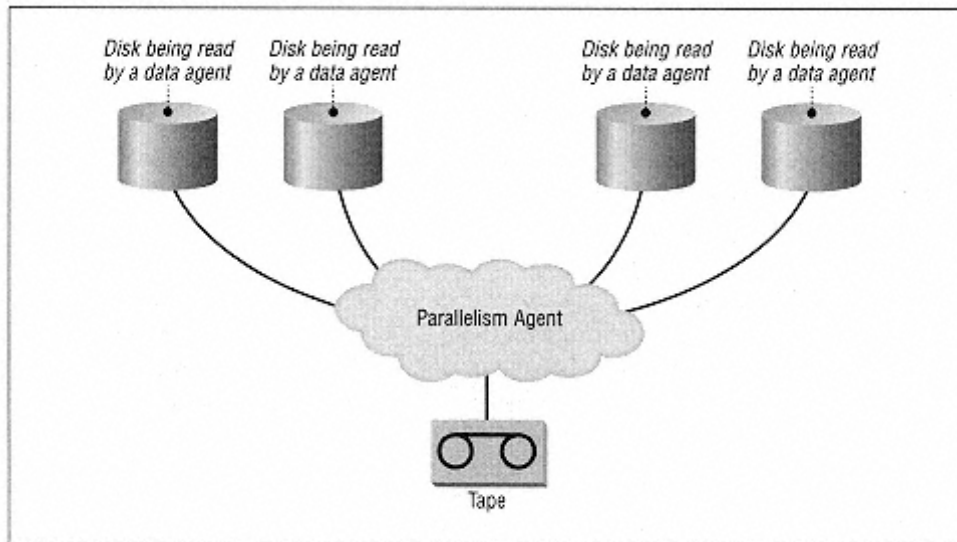 Disk being read
by a data agent
Disk being read
by a data agent
Disk being read
by a data agent
Disk being read
by a data agent
Parallelism Agent
Tape